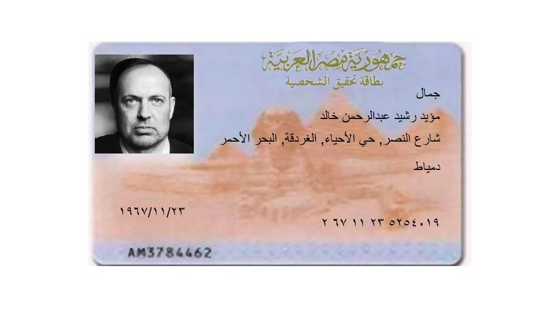 جمهورية مصر العربية
بطاقة تحقيق الشخصية
جمال
مؤيد رشيد عبدالرحمن خالد
شارع النصر, حي الأحياء, الغردقة, البحر الأحمر
دمياط
١٩٦٧/١١/٢٣
٢ ٦٧ ١١ ٢٣ ٥٢٥٤٠١٩
AM3784462